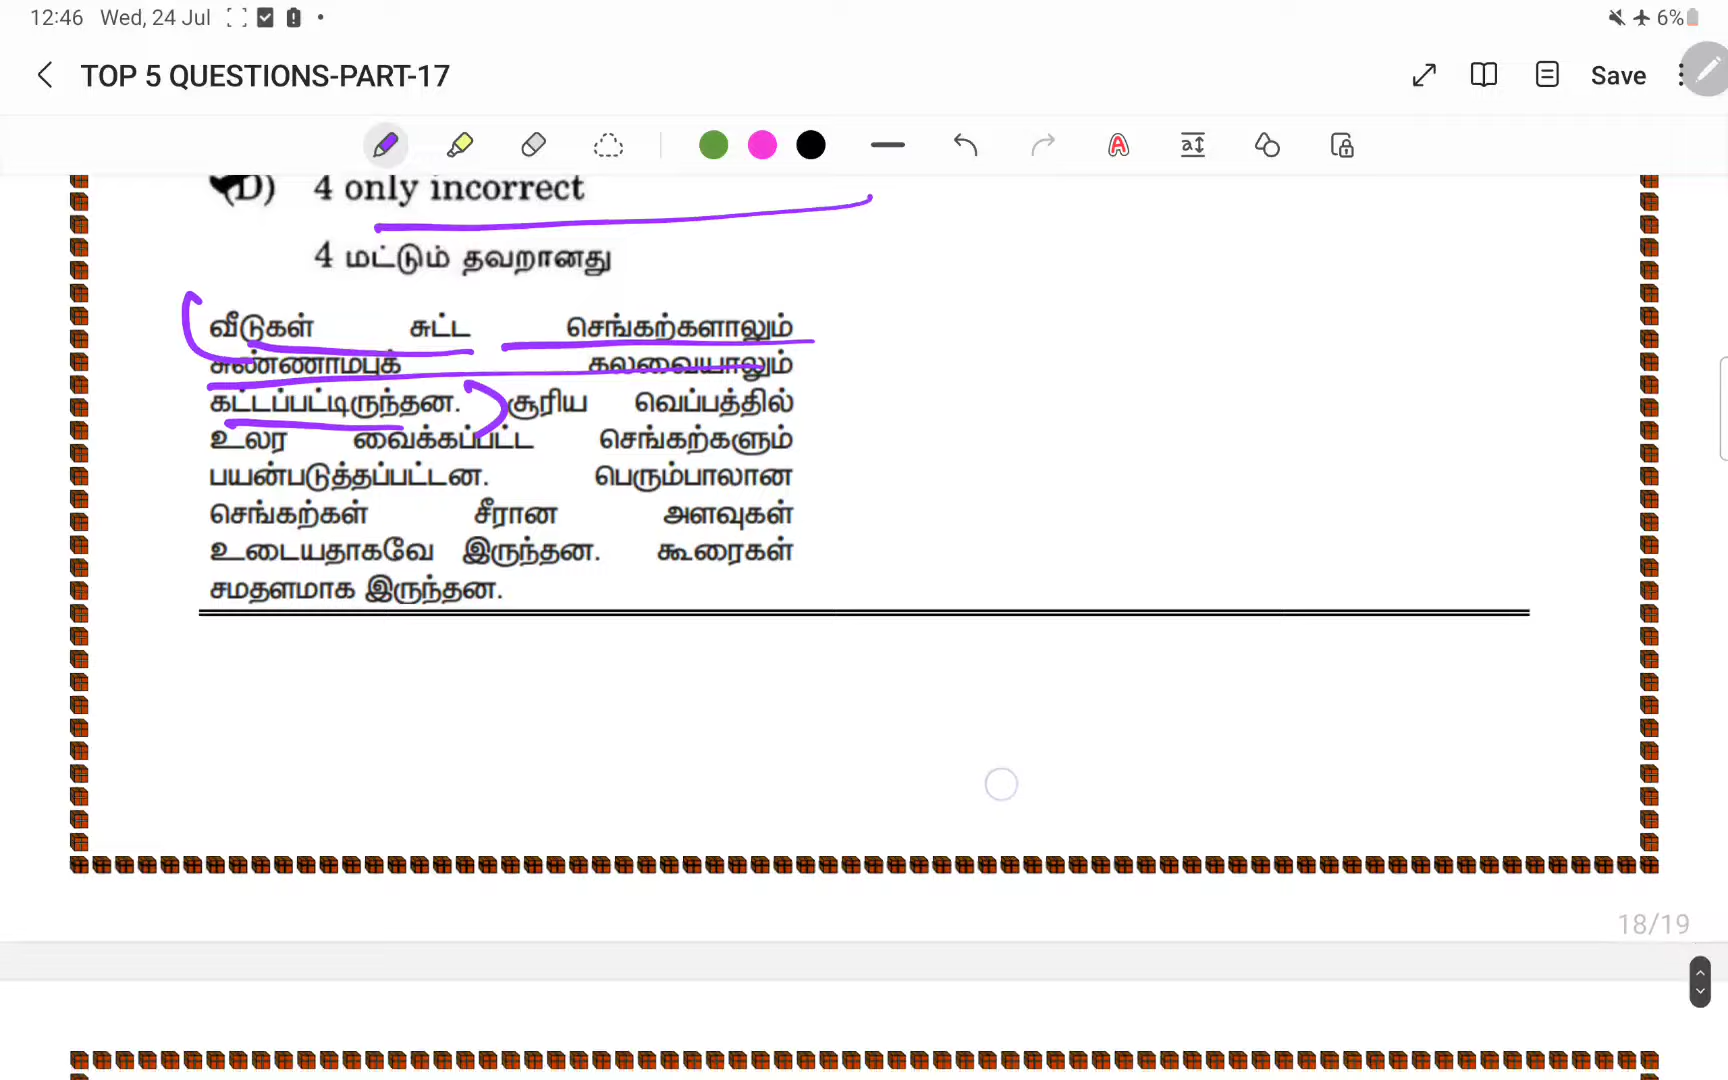 12:46 Wed, 24 Jul
6%
TOP 5 QUESTIONS-PART-17
Save
(D) 4 only incorrect
4 மட்டும் தவறானது
வீடுகள் சுட்ட செங்கற்களாலும்
சுண்ணாம்புக் கலவையாலும்
கட்டப்பட்டிருந்தன. சூரிய வெப்பத்தில்
உலர வைக்கப்பட்ட செங்கற்களும்
பயன்படுத்தப்பட்டன. பெரும்பாலான
செங்கற்கள் சீரான அளவுகள்
உடையதாகவே இருந்தன. கூரைகள்
சமதளமாக இருந்தன.
18/19